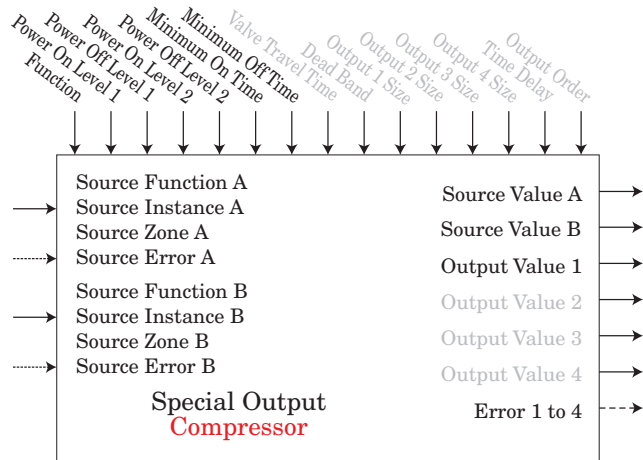 Function
Power On Level 1
Power Off Level 1
Power On Level 2
Power Off Level 2
Minimum On Time
Minimum Off Time
Valve Travel Time
Dead Band
Output 1 Size
Output 2 Size
Output 3 Size
Output 4 Size
Time Delay
Output Order
Source Function A
Source Instance A
Source Zone A
Source Error A
Source Function B
Source Instance B
Source Zone B
Source Error B
Source Value A
Source Value B
Output Value 1
Output Value 2
Output Value 3
Output Value 4
Error 1 to 4
Special Output
Compressor